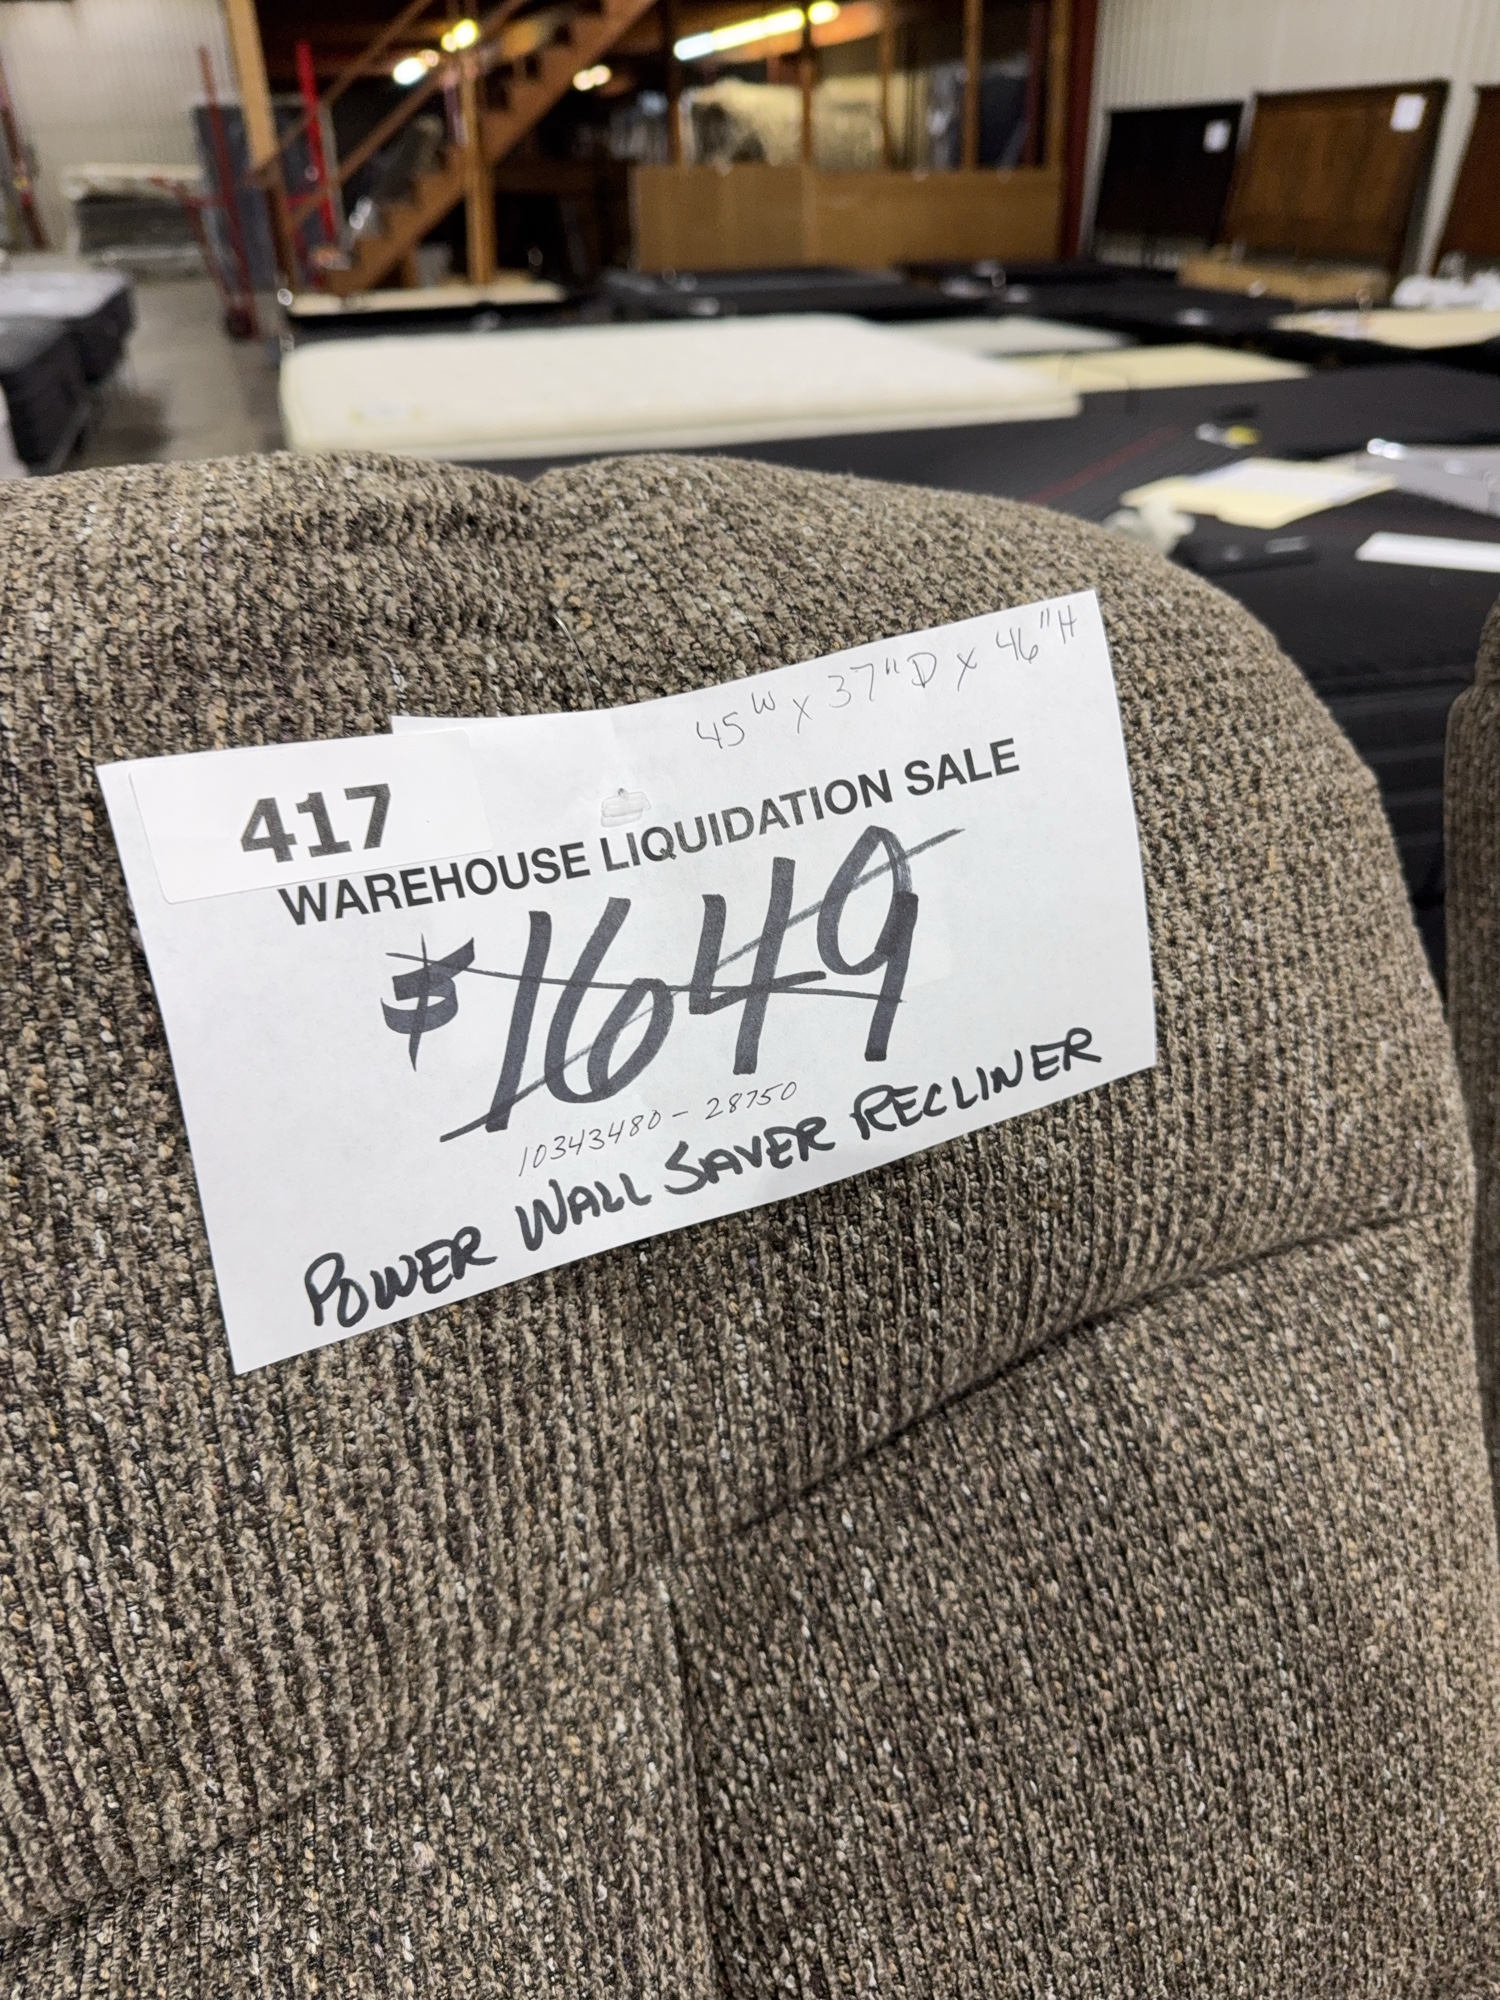 45 W x 37" D x 46" H
417
WAREHOUSE LIQUIDATION SALE
$1649
10343480 - 28750
POWER WALL SAVER RECLINER